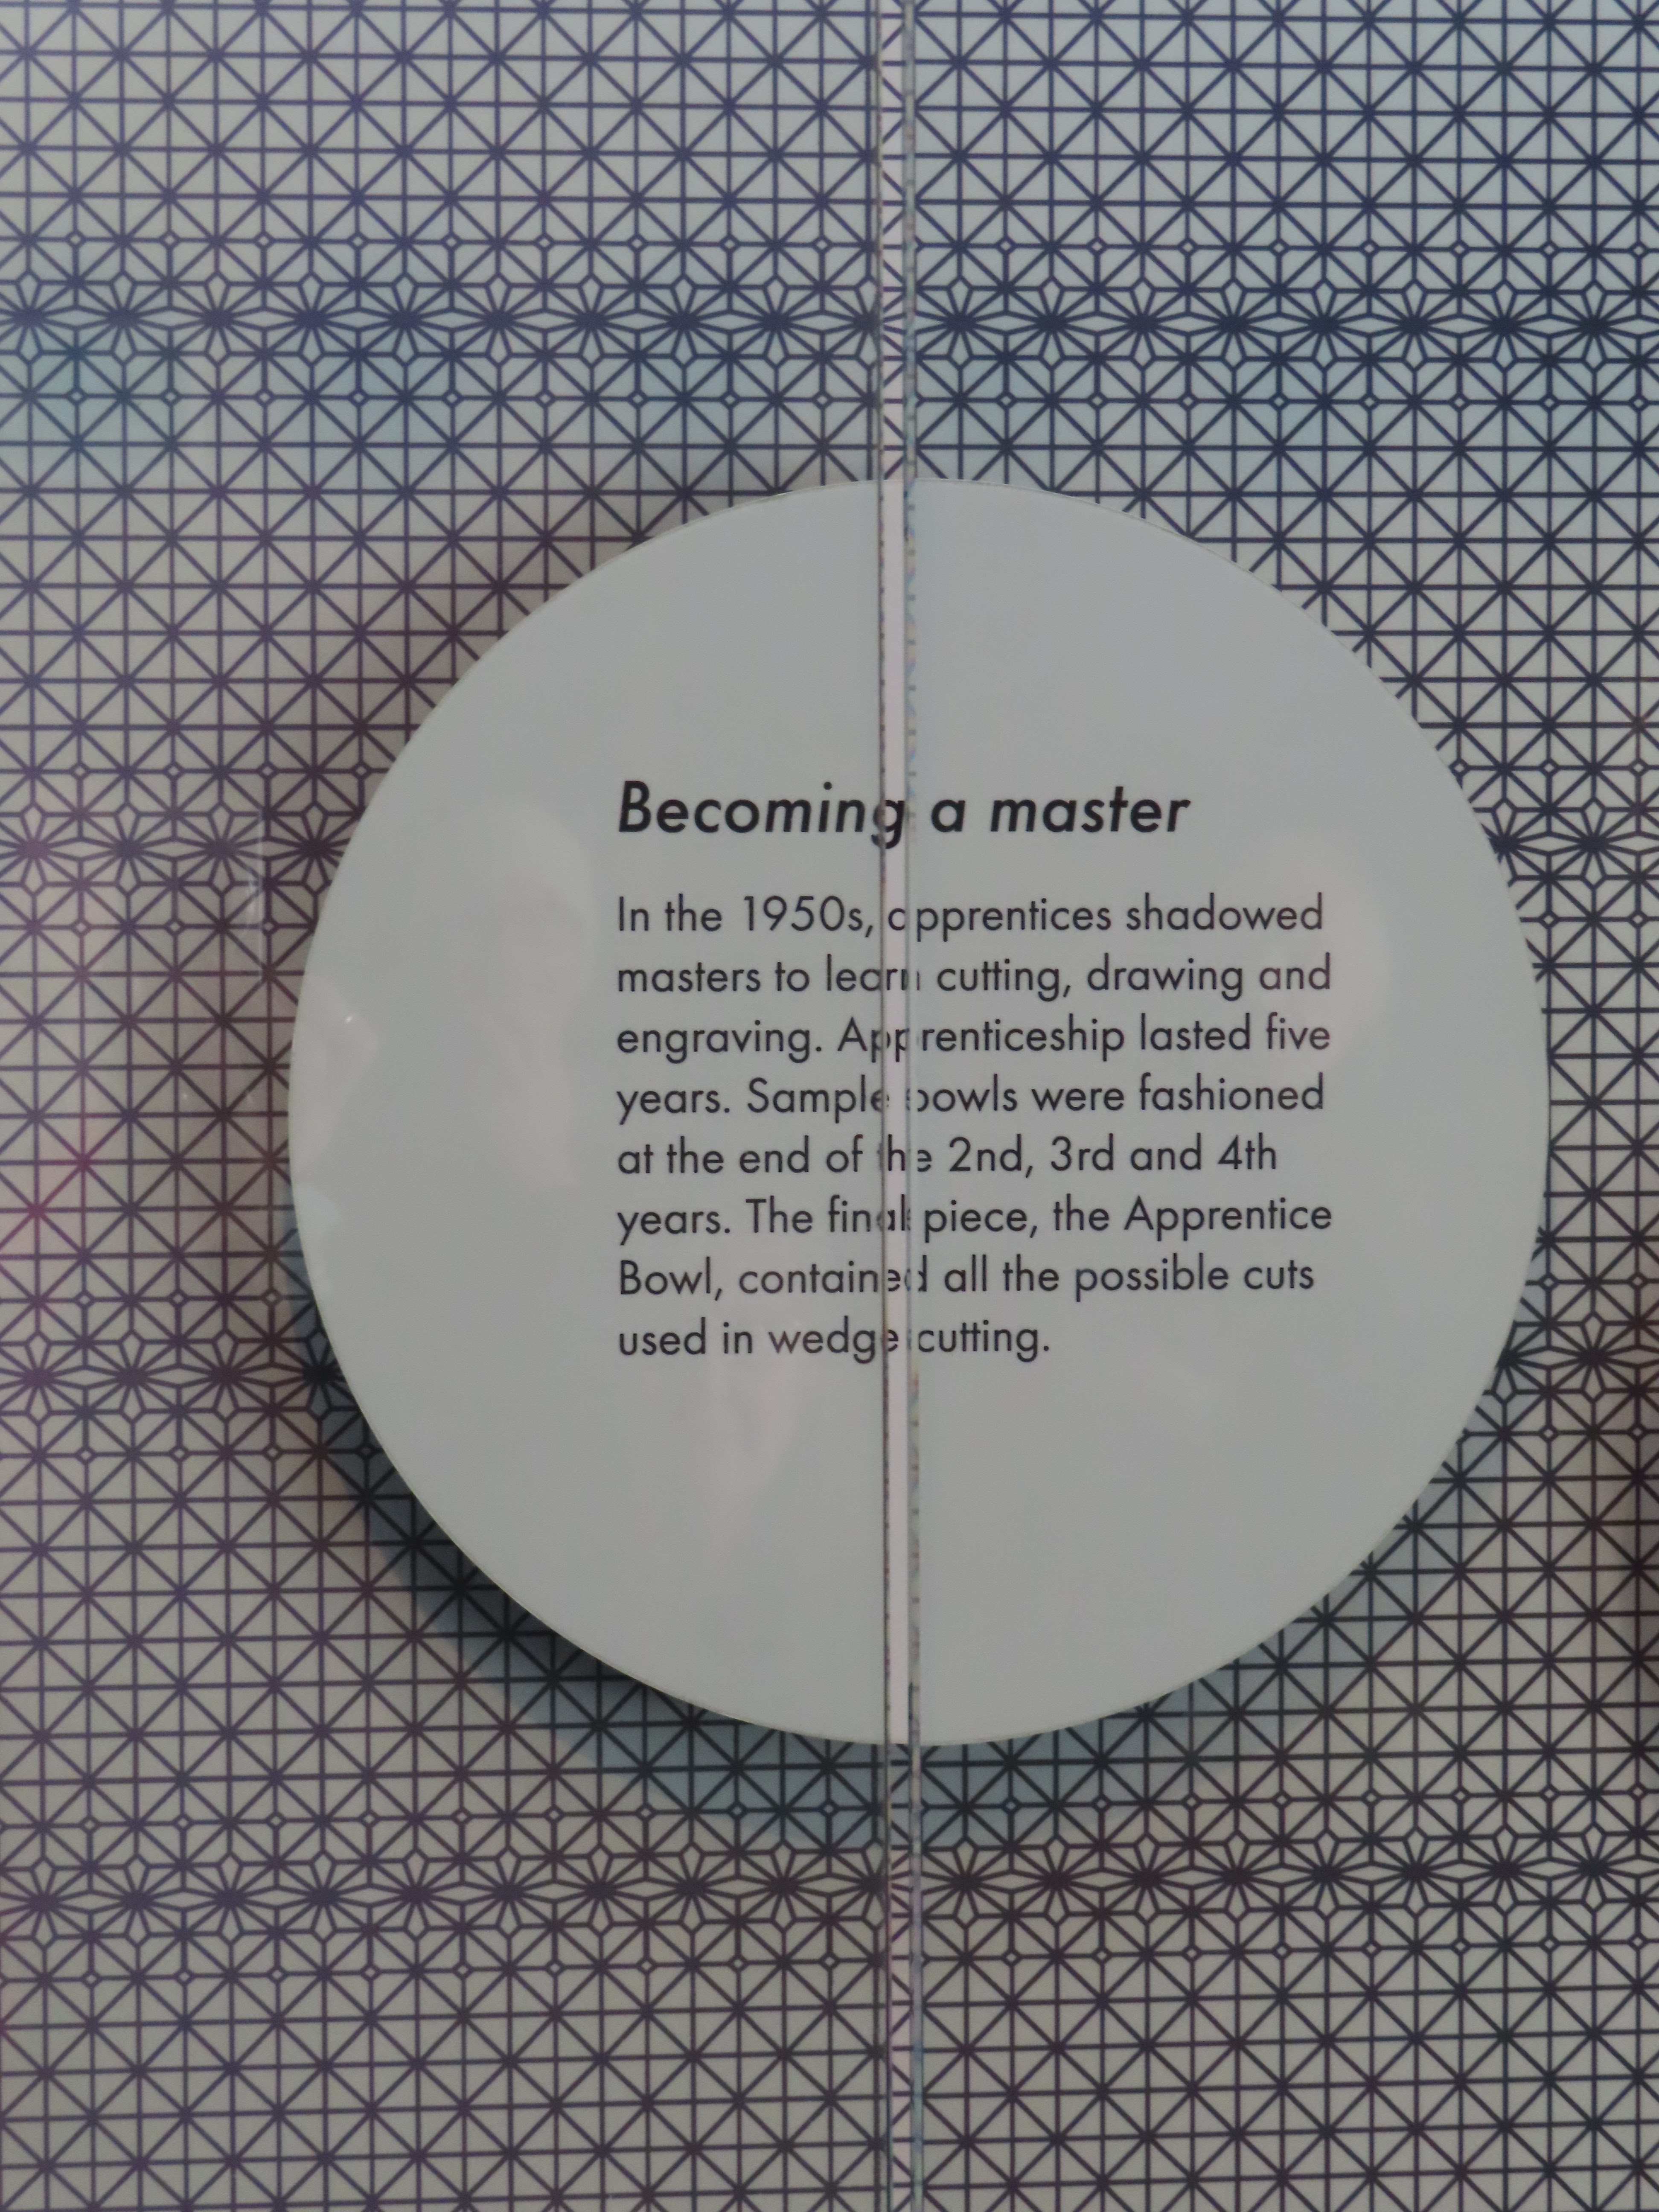 Becoming a master
In the 1950s, apprentices shadowed
masters to learn cutting, drawing and
engraving. Apprenticeship lasted five
years. Sample bowls were fashioned
at the end of the 2nd, 3rd and 4th
years. The final piece, the Apprentice
Bowl, contained all the possible cuts
used in wedge cutting.